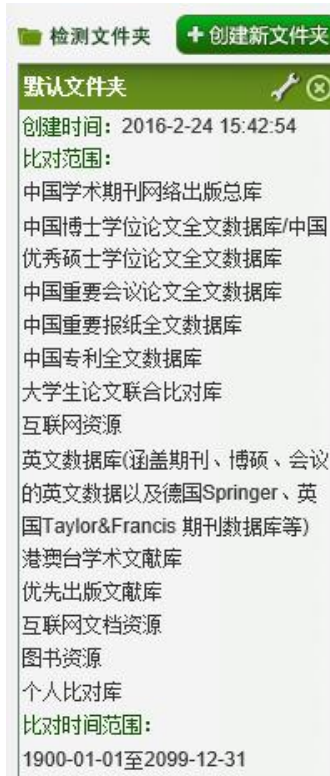 检测文件夹
+ 创建新文件夹
默认文件夹
创建时间：2016-2-24 15:42:54
比对范围：
中国学术期刊网络出版总库
中国博士学位论文全文数据库/中国
优秀硕士学位论文全文数据库
中国重要会议论文全文数据库
中国重要报纸全文数据库
中国专利全文数据库
大学生论文联合比对库
互联网资源
英文数据库(涵盖期刊、博硕、会议
的英文数据以及德国Springer、英
国Taylor&Francis 期刊数据库等)
港澳台学术文献库
优先出版文献库
互联网文档资源
图书资源
个人比对库
比对时间范围：
1900-01-01至2099-12-31